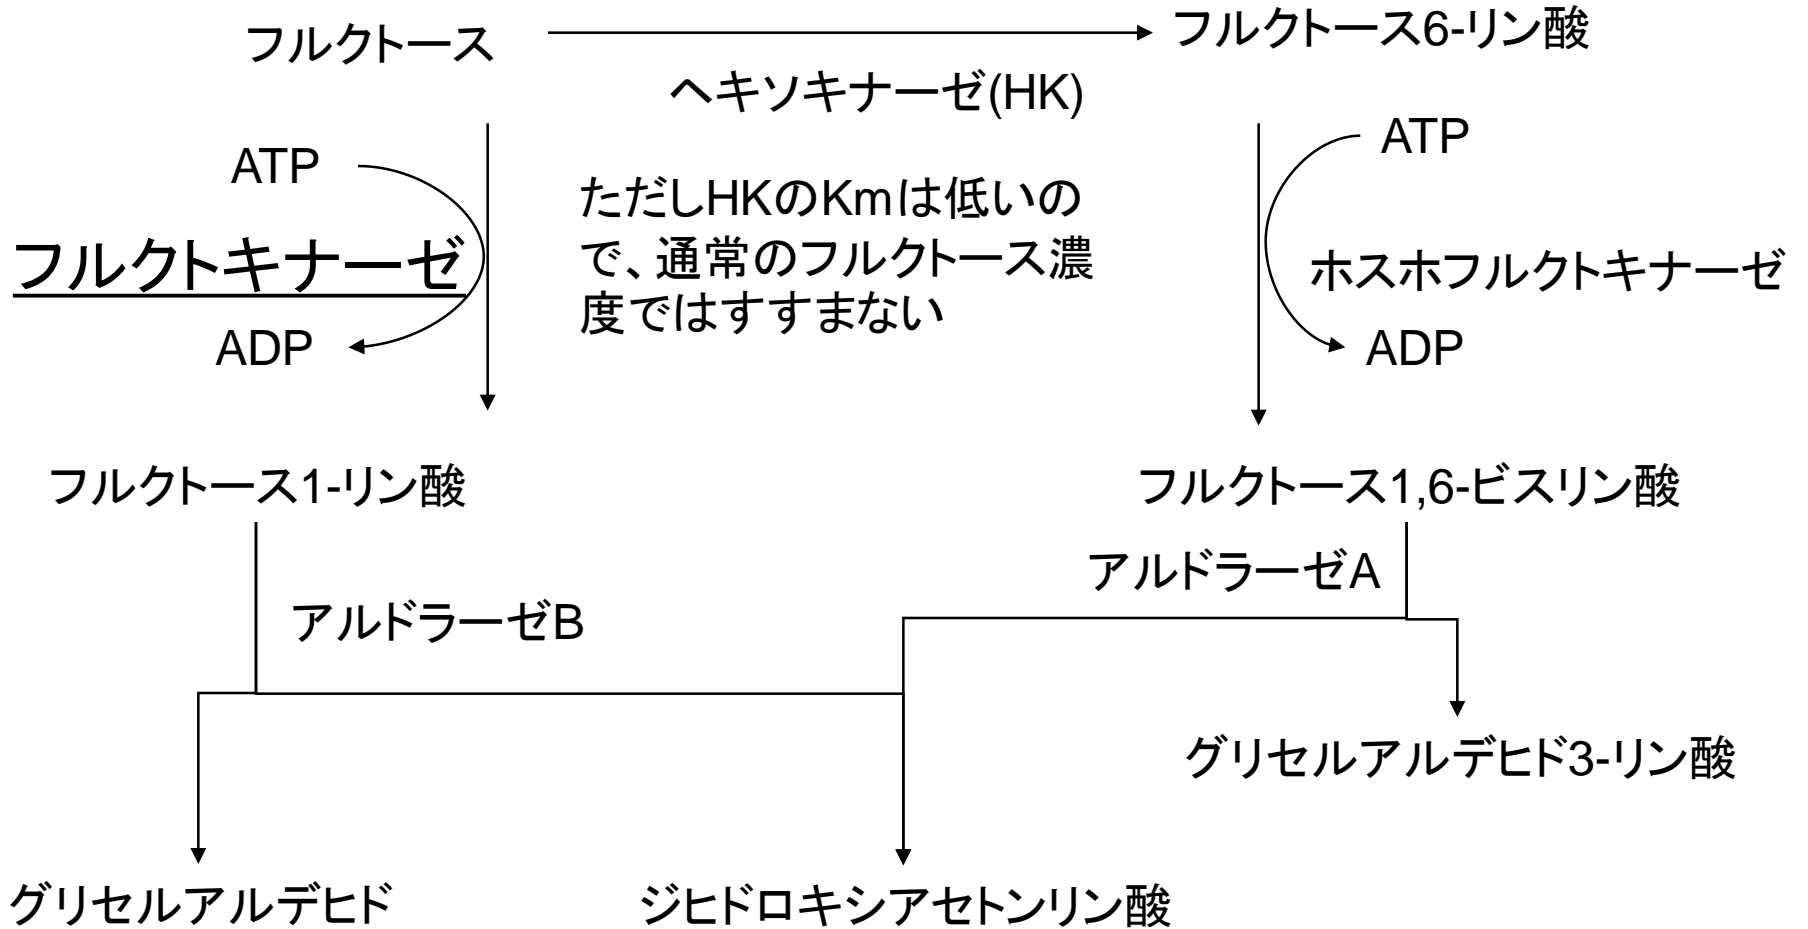 フルクトース
フルクトース6-リン酸
ヘキソキナーゼ(HK)
ATP
ATP
ただしHKのKmは低いの
で、通常のフルクトース濃
度ではすすまない
フルクトキナーゼ
ホスホフルクトキナーゼ
ADP
ADP
フルクトース1-リン酸
フルクトース1,6-ビスリン酸
アルドラーゼA
アルドラーゼB
グリセルアルデヒド3-リン酸
グリセルアルデヒド
ジヒドロキシアセトンリン酸